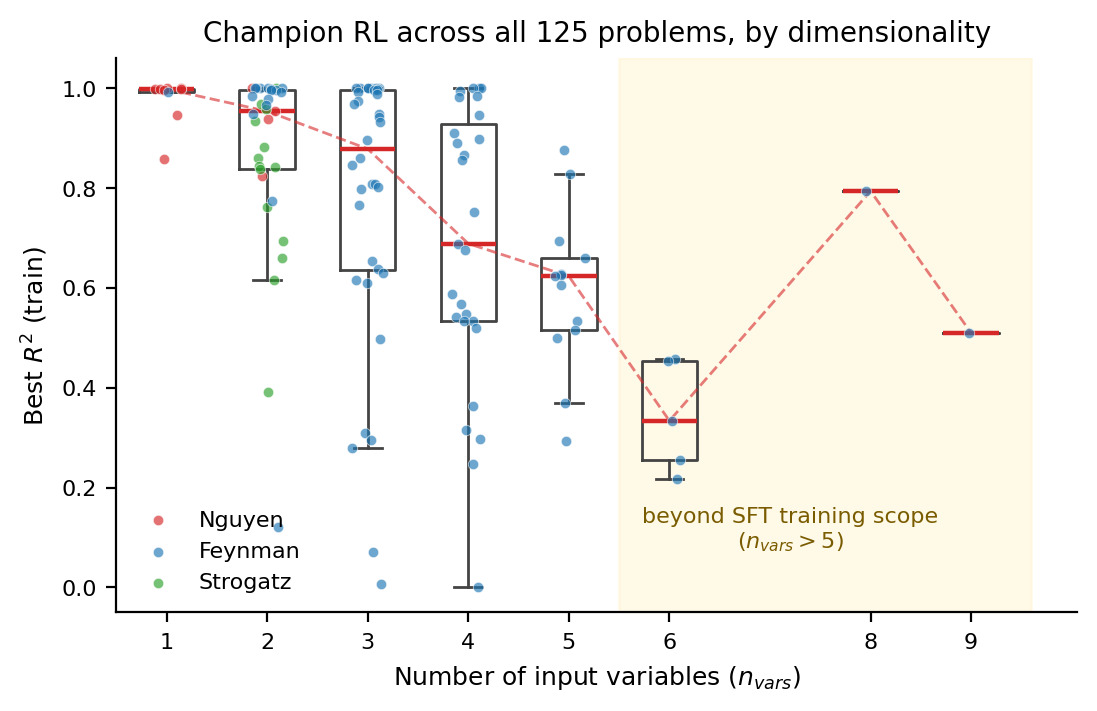 Champion RL across all 125 problems, by dimensionality
Best R² (train)
1.0
0.8
0.6
0.4
0.2
0.0
Nguyen
Feynman
Strogatz
beyond SFT training scope
(n_vars > 5)
1 2 3 4 5 6 8 9
Number of input variables (n_vars)